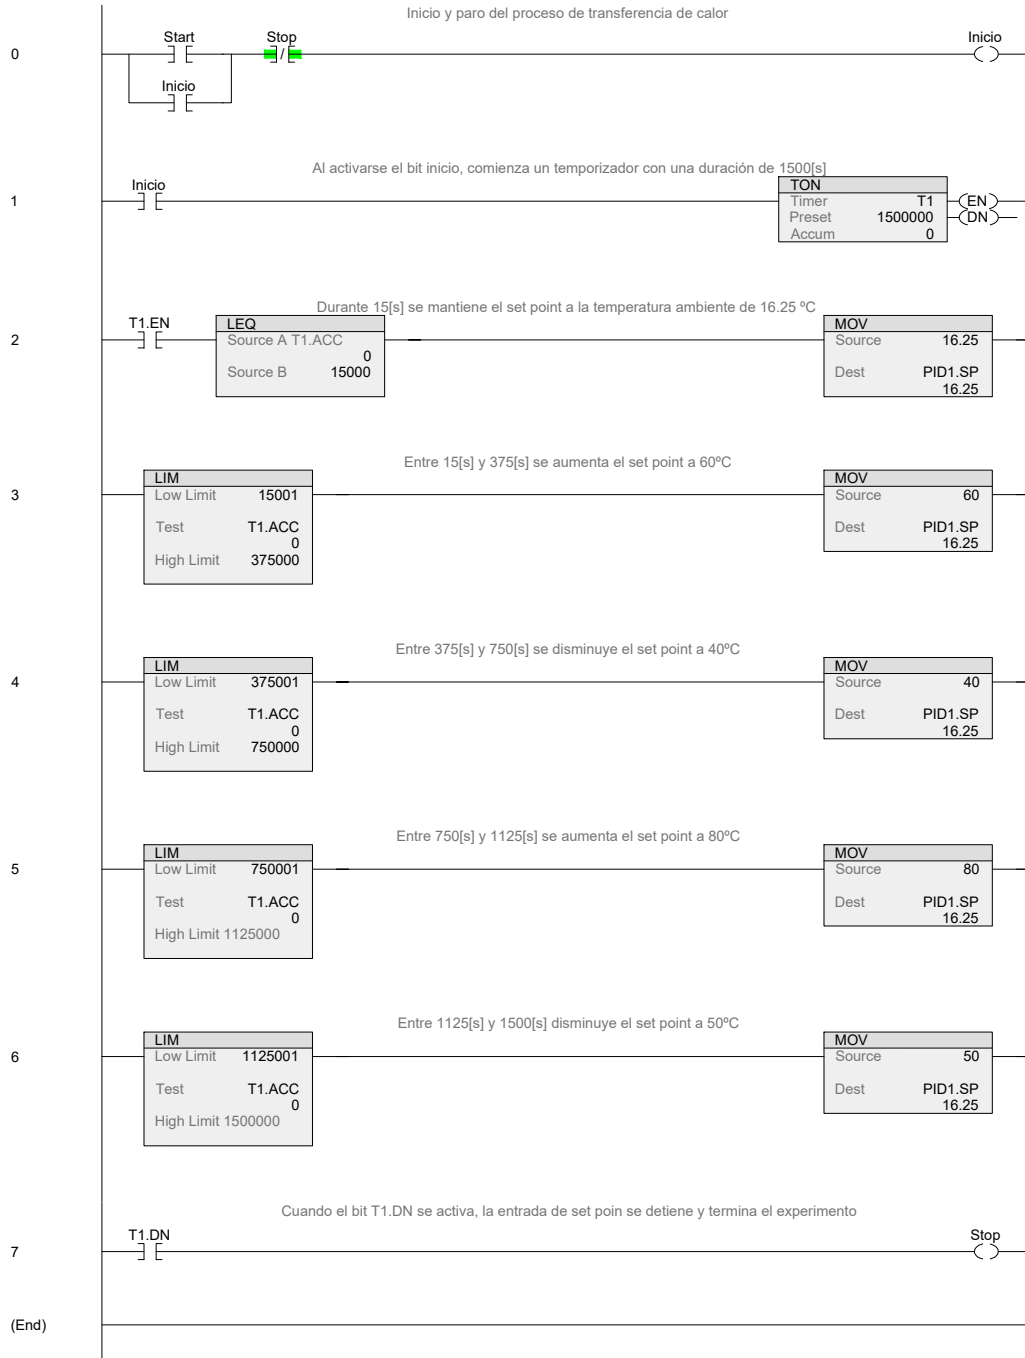 Inicio y paro del proceso de transferencia de calor
0
Start
Stop
Inicio
Inicio
Al activarse el bit inicio, comienza un temporizador con una duración de 1500[s]
1
Inicio
TON
Timer T1
Preset 1500000
Accum 0
EN
DN
Durante 15[s] se mantiene el set point a la temperatura ambiente de 16.25 ºC
2
T1.EN
LEQ
Source A T1.ACC
0
Source B 15000
MOV
Source 16.25
Dest PID1.SP
16.25
Entre 15[s] y 375[s] se aumenta el set point a 60ºC
3
LIM
Low Limit 15001
Test T1.ACC
0
High Limit 375000
MOV
Source 60
Dest PID1.SP
16.25
Entre 375[s] y 750[s] se disminuye el set point a 40ºC
4
LIM
Low Limit 375001
Test T1.ACC
0
High Limit 750000
MOV
Source 40
Dest PID1.SP
16.25
Entre 750[s] y 1125[s] se aumenta el set point a 80ºC
5
LIM
Low Limit 750001
Test T1.ACC
0
High Limit 1125000
MOV
Source 80
Dest PID1.SP
16.25
Entre 1125[s] y 1500[s] disminuye el set point a 50ºC
6
LIM
Low Limit 1125001
Test T1.ACC
0
High Limit 1500000
MOV
Source 50
Dest PID1.SP
16.25
Cuando el bit T1.DN se activa, la entrada de set poin se detiene y termina el experimento
7
T1.DN
Stop
(End)